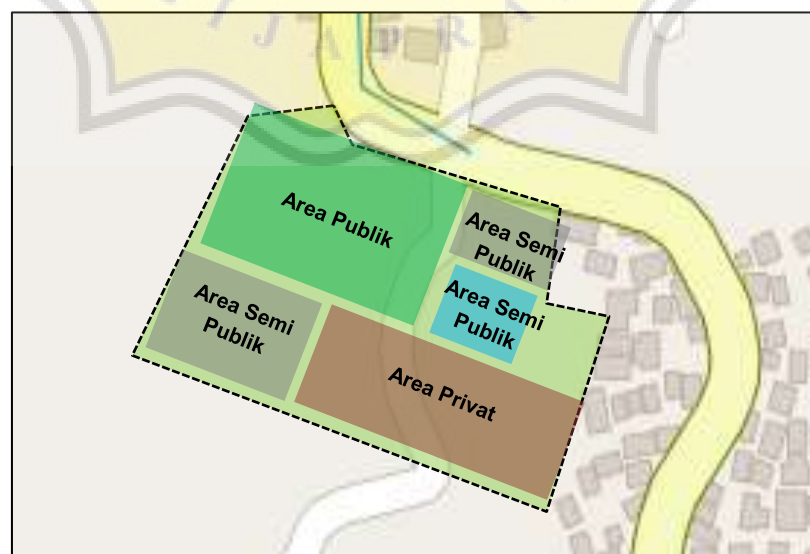 I J A P R A
Area Publik
Area Semi
Publik
Area Semi
Publik
Area Semi
Publik
Area Privat